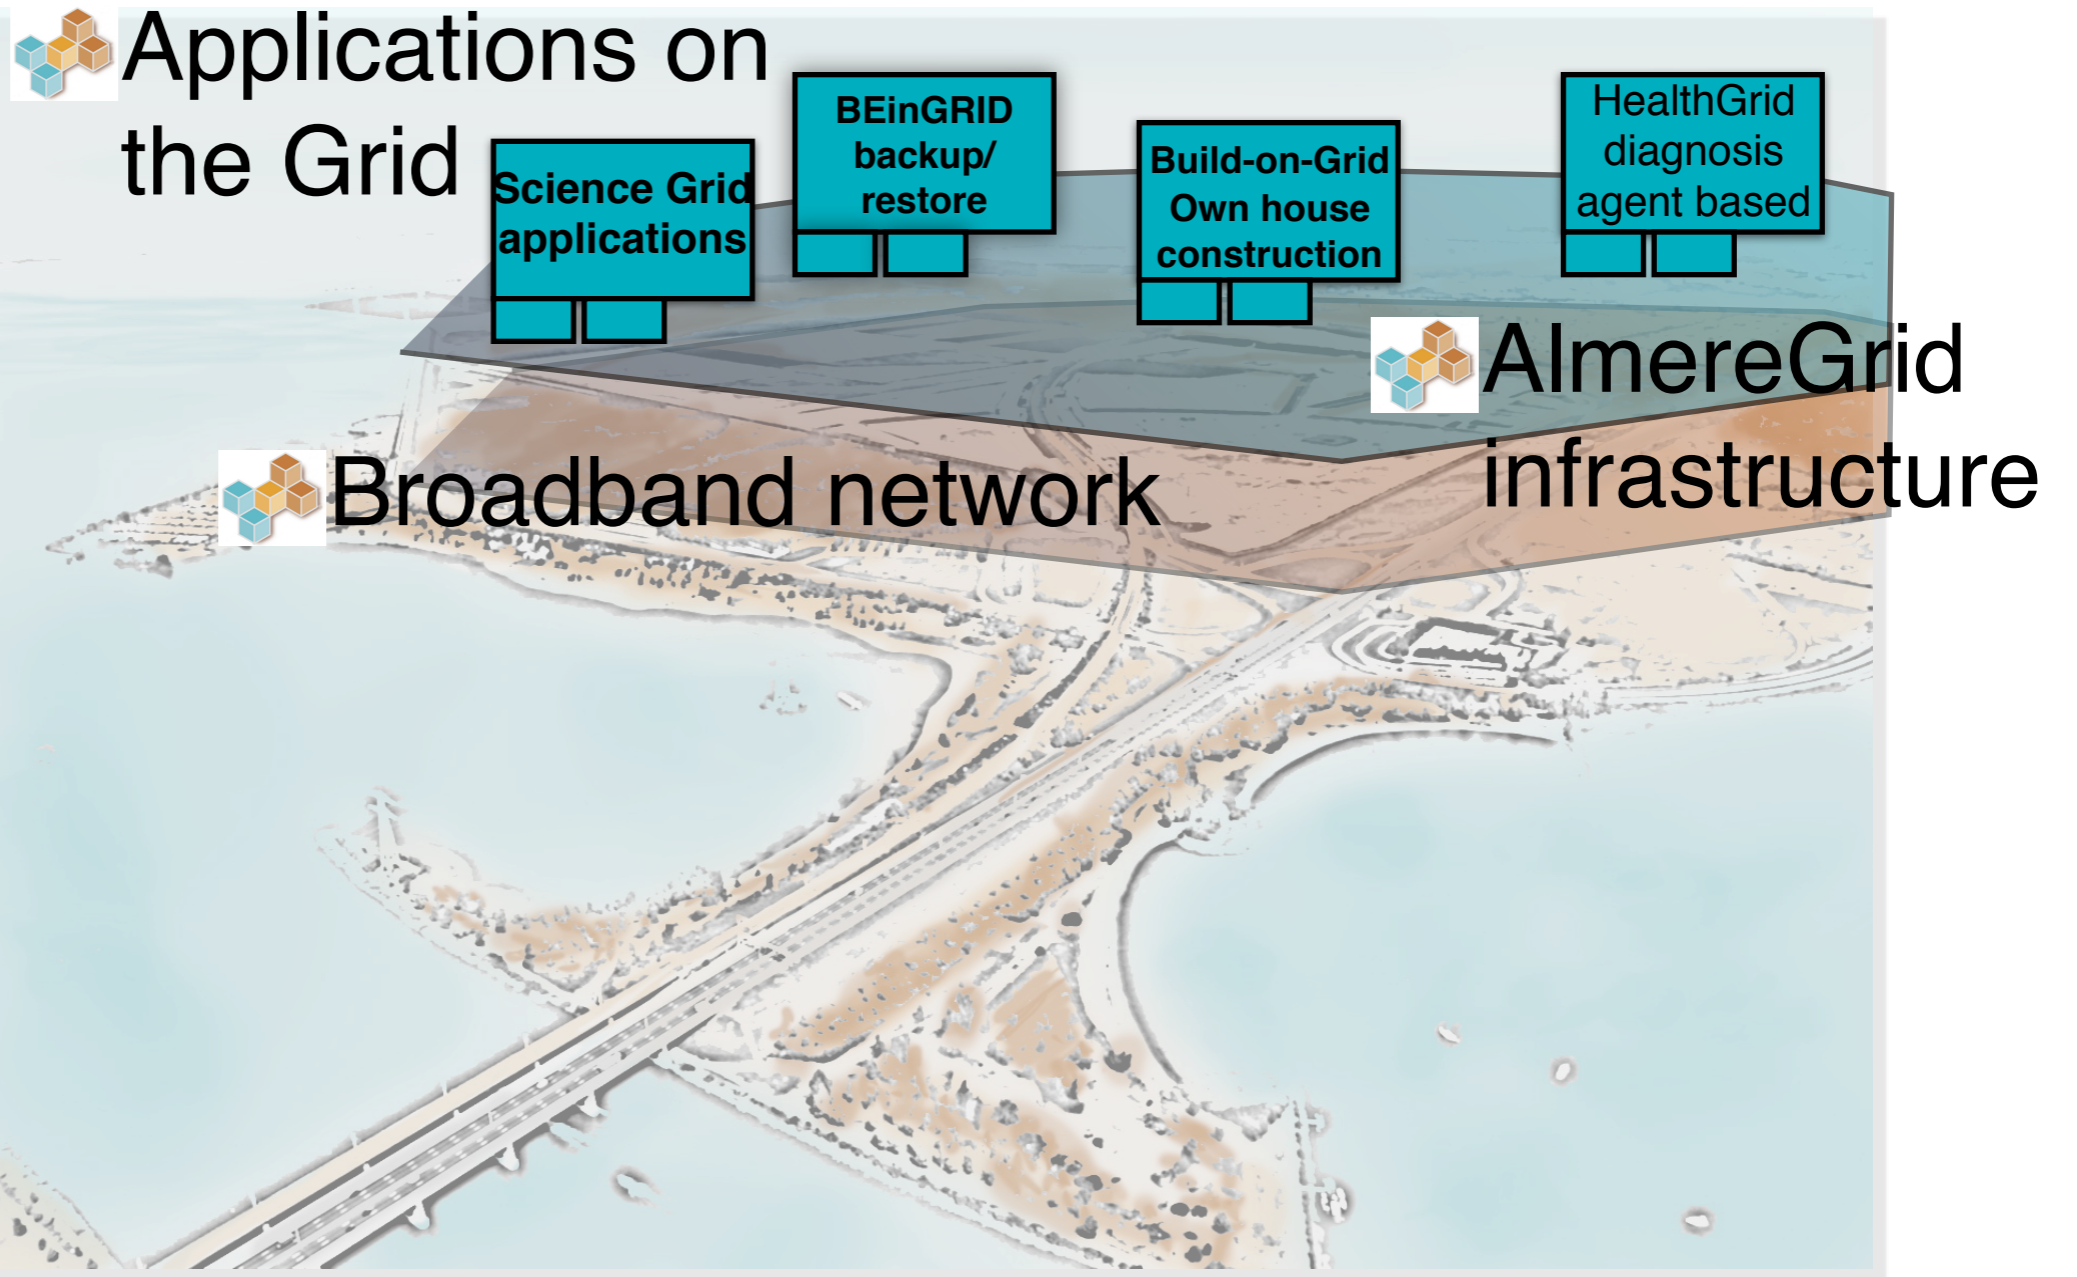 Applications on
the Grid
Science Grid
applications
BEinGRID
backup/
restore
Build-on-Grid
Own house
construction
HealthGrid
diagnosis
agent based
AlmereGrid
infrastructure
Broadband network